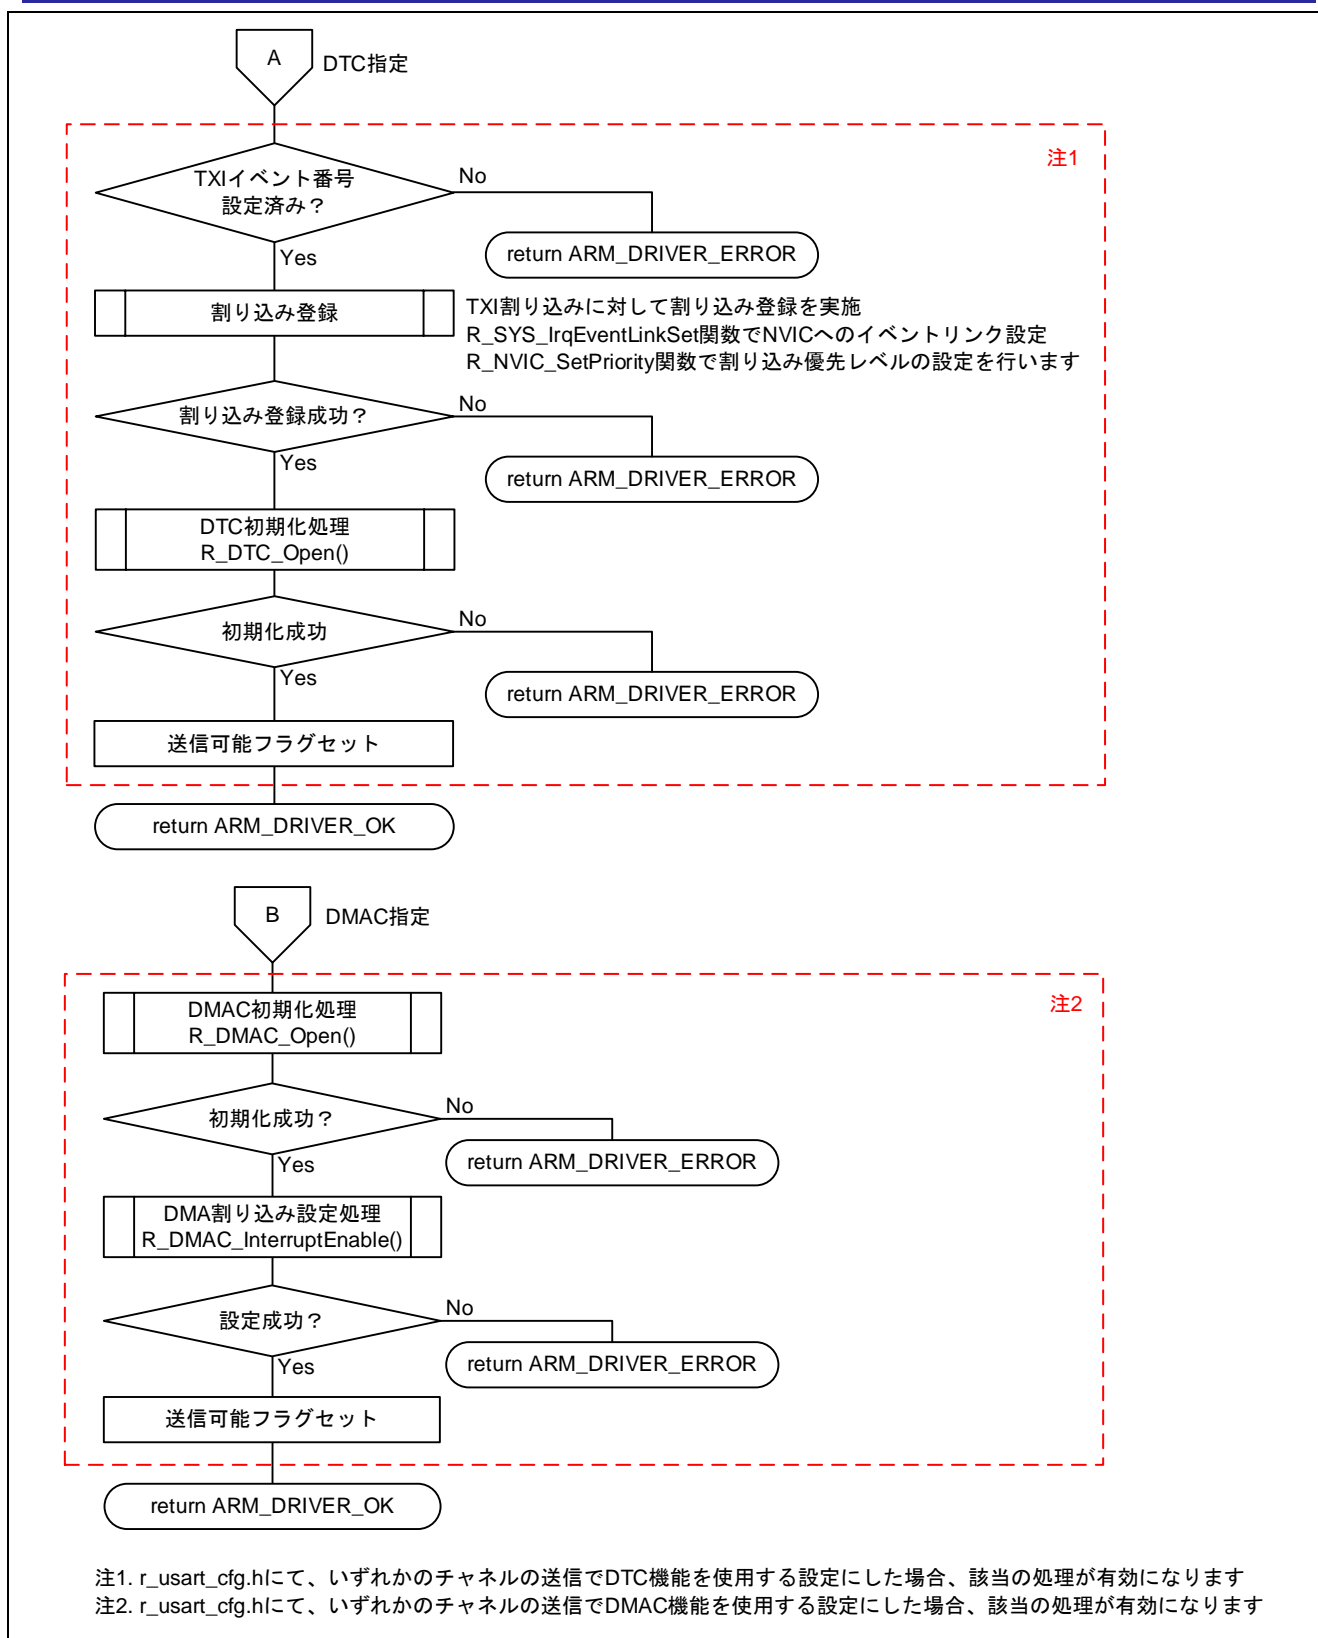 A
DTC指定
注1
TXIイベント番号
設定済み？
No
return ARM_DRIVER_ERROR
Yes
割り込み登録
TXI割り込みに対して割り込み登録を実施
R_SYS_IrqEventLinkSet関数でNVICへのイベントリンク設定
R_NVIC_SetPriority関数で割り込み優先レベルの設定を行います
割り込み登録成功？
No
return ARM_DRIVER_ERROR
Yes
DTC初期化処理
R_DTC_Open()
初期化成功
No
return ARM_DRIVER_ERROR
Yes
送信可能フラグセット
return ARM_DRIVER_OK
B
DMAC指定
注2
DMAC初期化処理
R_DMAC_Open()
初期化成功？
No
return ARM_DRIVER_ERROR
Yes
DMA割り込み設定処理
R_DMAC_InterruptEnable()
設定成功？
No
return ARM_DRIVER_ERROR
Yes
送信可能フラグセット
return ARM_DRIVER_OK
注1. r_usart_cfg.hにて、いずれかのチャネルの送信でDTC機能を使用する設定にした場合、該当の処理が有効になります
注2. r_usart_cfg.hにて、いずれかのチャネルの送信でDMAC機能を使用する設定にした場合、該当の処理が有効になります